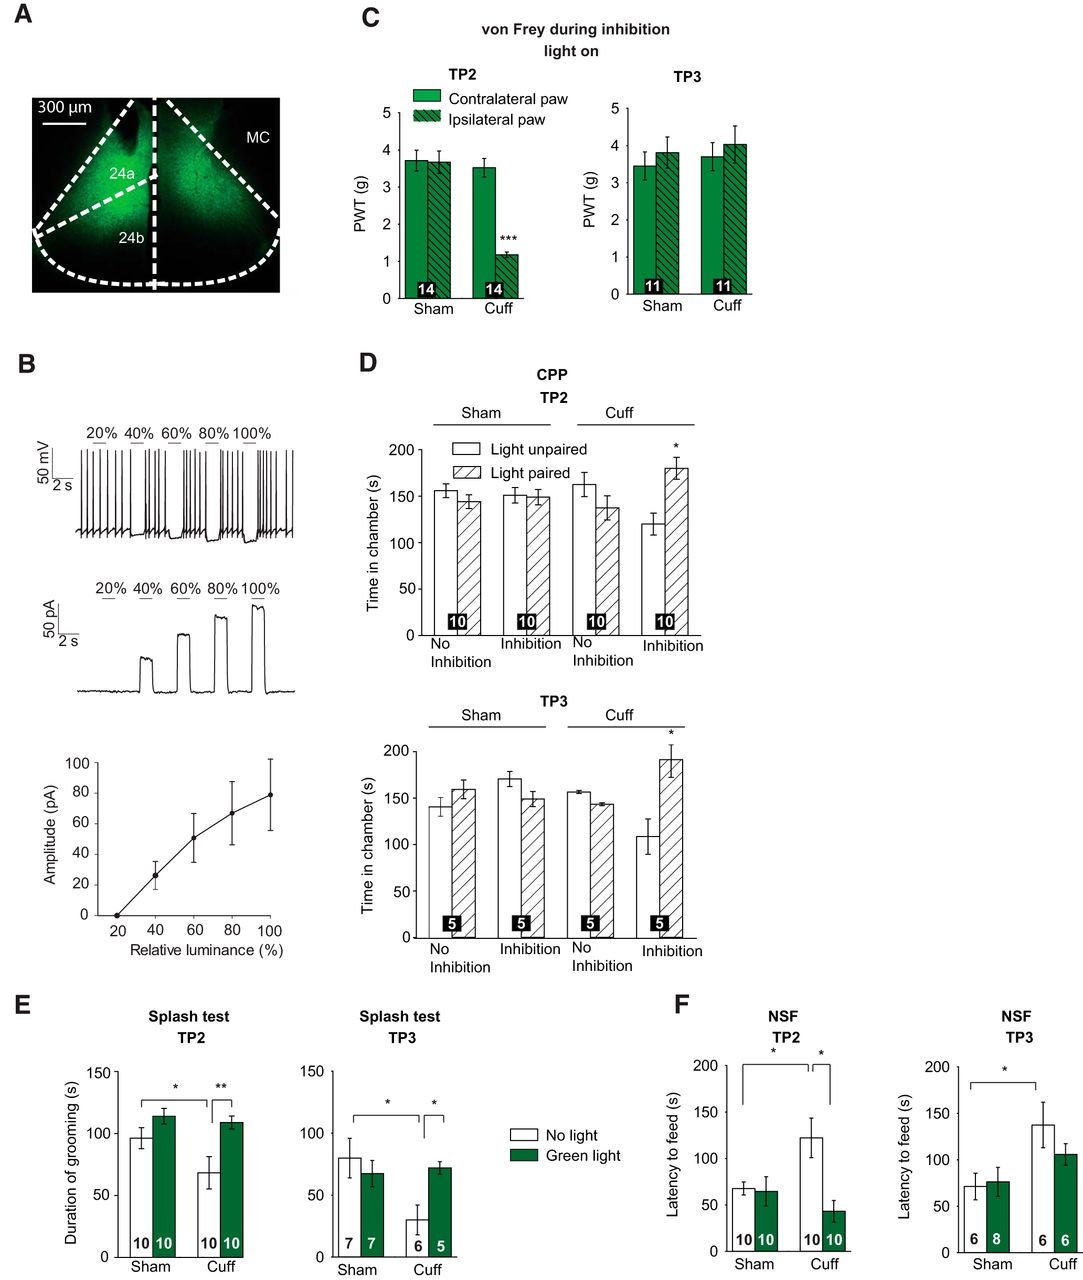 A
300 μm
MC
24a
24b
C
von Frey during inhibition
light on
TP2
TP3
Contralateral paw
Ipsilateral paw
PWT (g)
5
4
3
2
1
0
***
14
14
Sham
Cuff
PWT (g)
5
4
3
2
1
0
11
11
Sham
Cuff
B
20% 40% 60% 80% 100%
50 mV
2 s
20% 40% 60% 80% 100%
50 pA
2 s
Amplitude (pA)
100
80
60
40
20
0
20 40 60 80 100
Relative luminance (%)
D
CPP
TP2
Sham
Cuff
Light unpaired
Light paired
*
Time in chamber (s)
200
150
100
50
0
10
10
10
10
No
Inhibition
Inhibition
No
Inhibition
Inhibition
TP3
Sham
Cuff
*
Time in chamber (s)
200
150
100
50
0
5
5
5
5
No
Inhibition
Inhibition
No
Inhibition
Inhibition
E
Splash test
TP2
Duration of grooming (s)
150
100
50
0
*
**
10
10
10
10
Sham
Cuff
Splash test
TP3
150
100
50
0
*
*
7
7
6
5
Sham
Cuff
No light
Green light
F
NSF
TP2
Latency to feed (s)
200
150
100
50
0
*
*
10
10
10
10
Sham
Cuff
NSF
TP3
Latency to feed (s)
200
150
100
50
0
*
6
8
6
6
Sham
Cuff